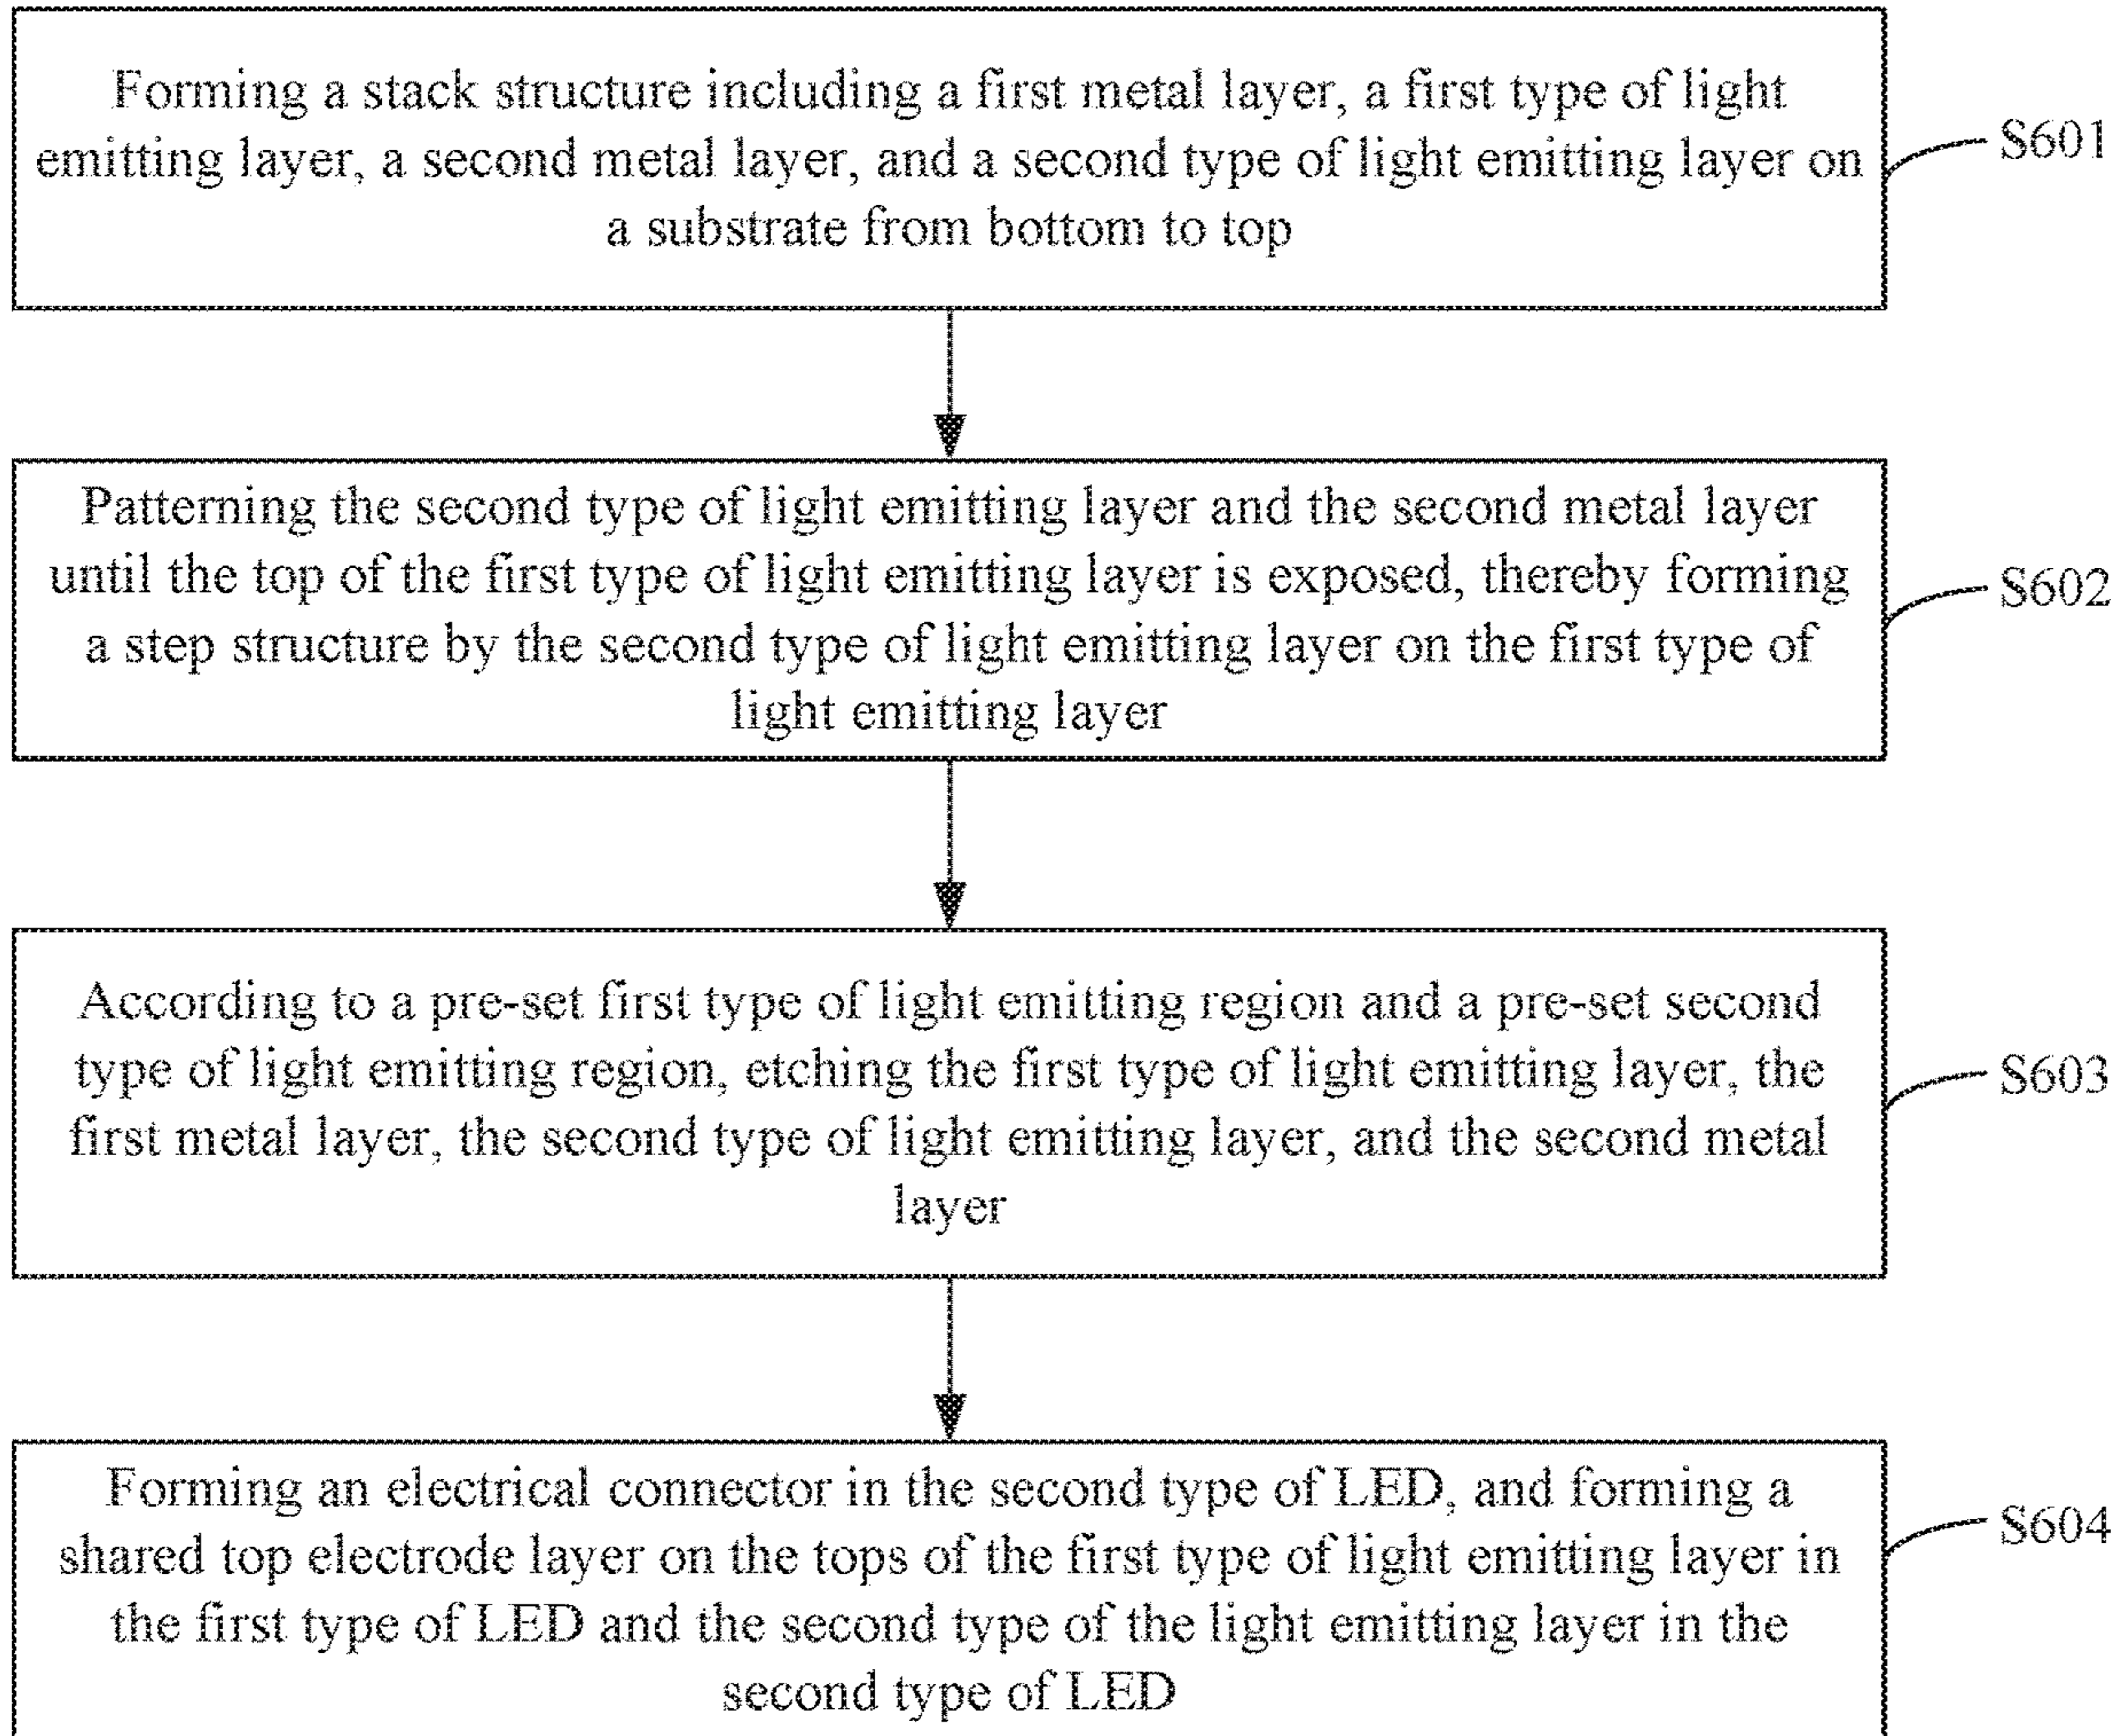 Forming a stack structure including a first metal layer, a first type of light
emitting layer, a second metal layer, and a second type of light emitting layer on
a substrate from bottom to top
S601
Patterning the second type of light emitting layer and the second metal layer
until the top of the first type of light emitting layer is exposed, thereby forming
a step structure by the second type of light emitting layer on the first type of
light emitting layer
S602
According to a pre-set first type of light emitting region and a pre-set second
type of light emitting region, etching the first type of light emitting layer, the
first metal layer, the second type of light emitting layer, and the second metal
layer
S603
Forming an electrical connector in the second type of LED, and forming a
shared top electrode layer on the tops of the first type of light emitting layer in
the first type of LED and the second type of the light emitting layer in the
second type of LED
S604